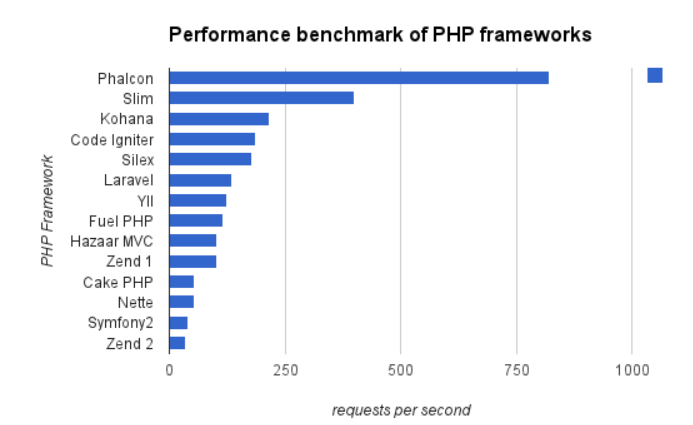 Performance benchmark of PHP frameworks
PHP Framework
Phalcon
Slim
Kohana
Code Igniter
Silex
Laravel
YII
Fuel PHP
Hazaar MVC
Zend 1
Cake PHP
Nette
Symfony2
Zend 2
0 250 500 750 1000
requests per second